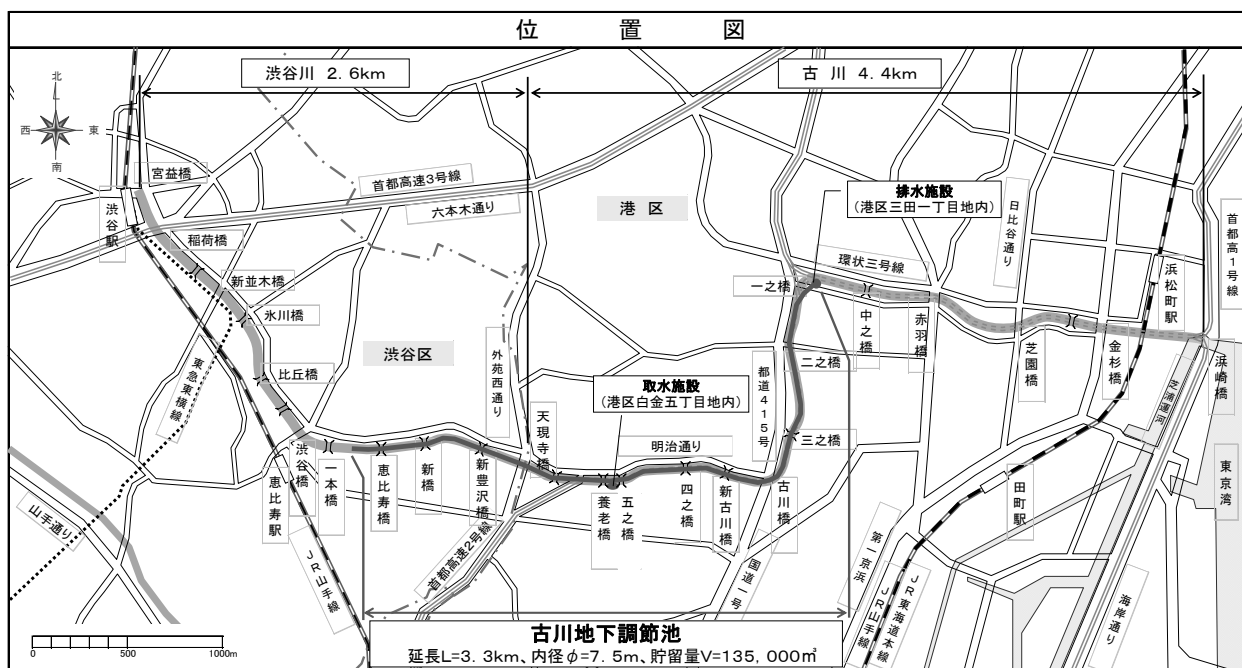 位置図
渋谷川 2.6km
古川 4.4km
北
西
東
南
宮益橋
渋谷駅
首都高速3号線
六本木通り
港区
排水施設
(港区三田一丁目地内)
日比谷通り
首都高1号線
稲荷橋
新並木橋
氷川橋
渋谷区
比丘橋
東急東横線
外苑西通り
取水施設
(港区白金五丁目地内)
都道415号
一之橋
環状三号線
中之橋
赤羽橋
浜松町駅
二之橋
芝園橋
金杉橋
芝浦運河
浜崎橋
三之橋
天現寺橋
明治通り
渋谷橋
一本橋
恵比寿駅
恵比寿橋
新橋
新豊沢橋
養老橋
五之橋
四之橋
新古川橋
古川橋
田町駅
東京湾
山手通り
JR山手線
首都高速2号線
国道一号
第一京浜
JR東海道本線
JR山手線
海岸通り
古川地下調節池
延長L=3.3km、内径φ=7.5m、貯留量V=135,000㎥
0
500
1000m